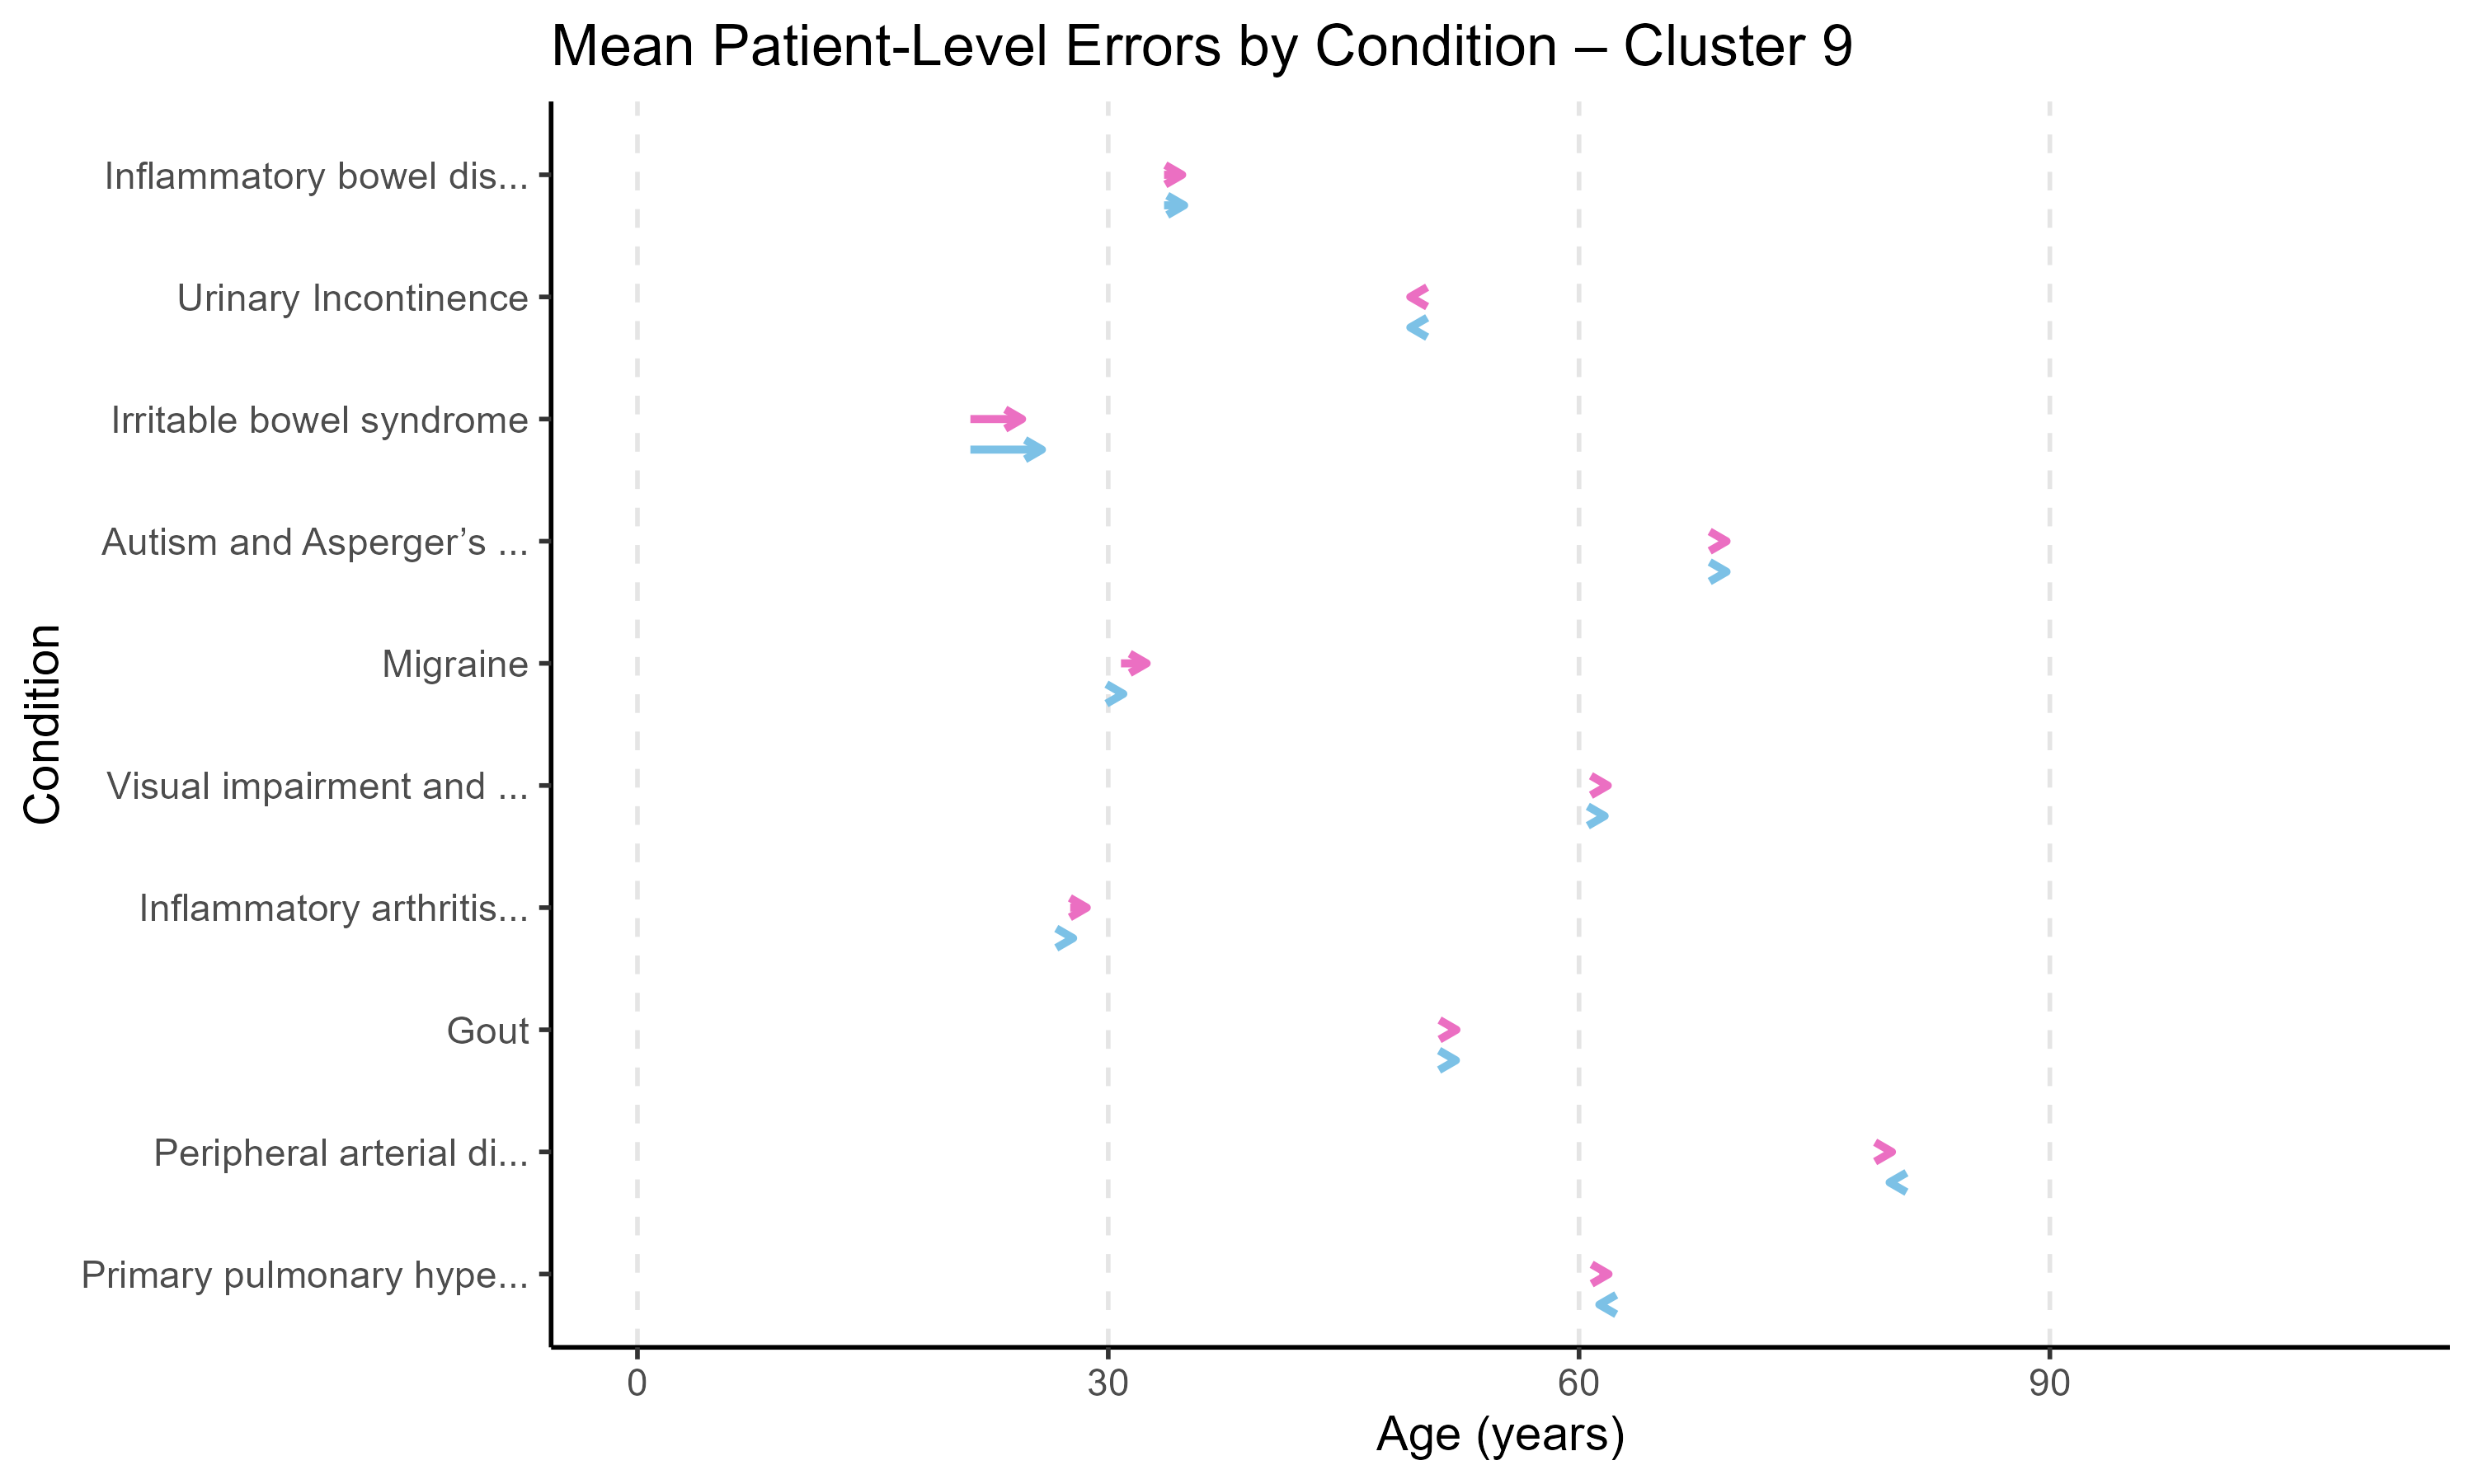 Mean Patient-Level Errors by Condition – Cluster 9
Condition
Inflammatory bowel dis...
Urinary Incontinence
Irritable bowel syndrome
Autism and Asperger’s ...
Migraine
Visual impairment and ...
Inflammatory arthritis...
Gout
Peripheral arterial di...
Primary pulmonary hype...
0 30 60 90
Age (years)